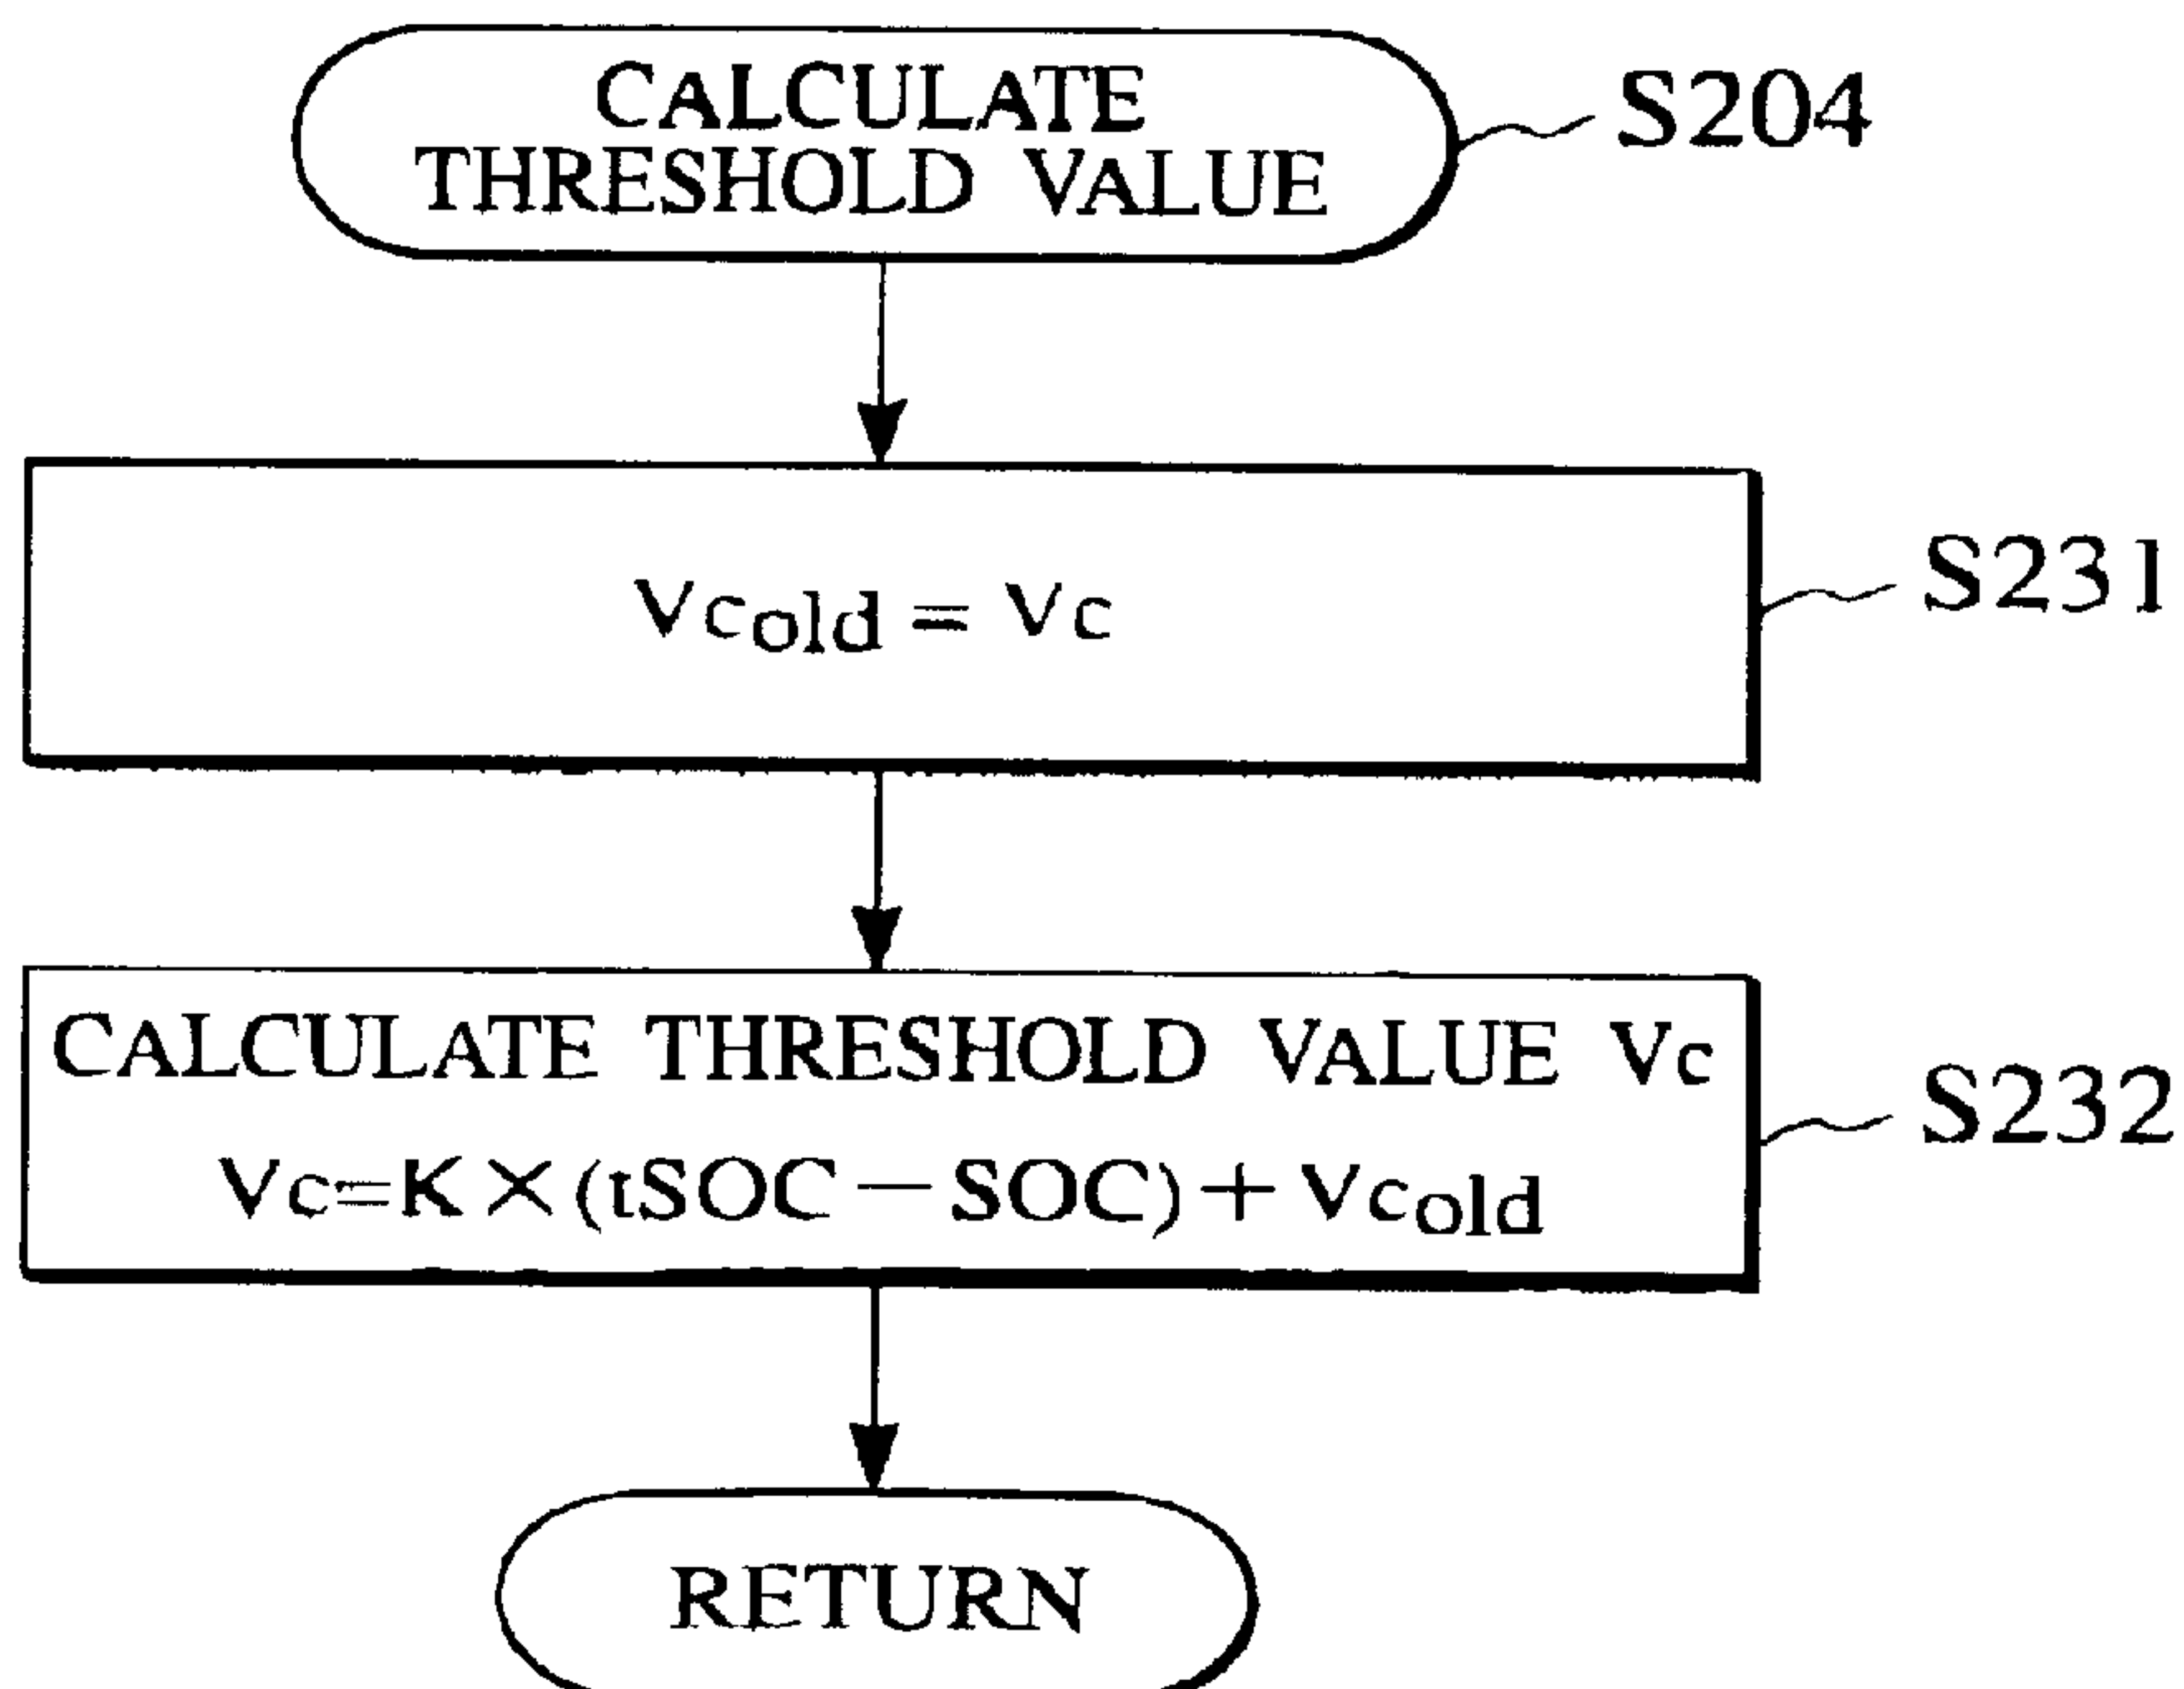 CALCULATE
THRESHOLD VALUE
S204
Vcold = Vc
S231
CALCULATE THRESHOLD VALUE Vc
Vc=K×(tSOC－SOC)+Vcold
S232
RETURN